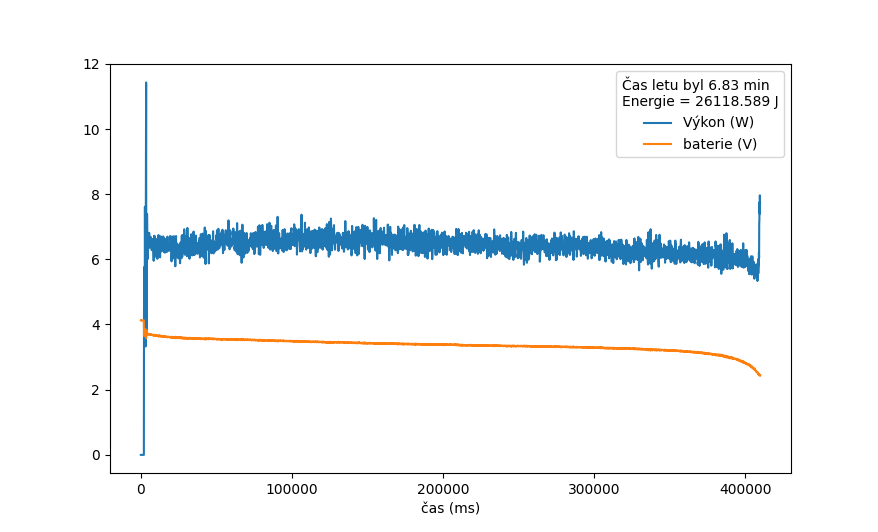 12
10
8
6
4
2
0
Čas letu byl 6.83 min
Energie = 26118.589 J
Výkon (W)
baterie (V)
0 100000 200000 300000 400000
čas (ms)